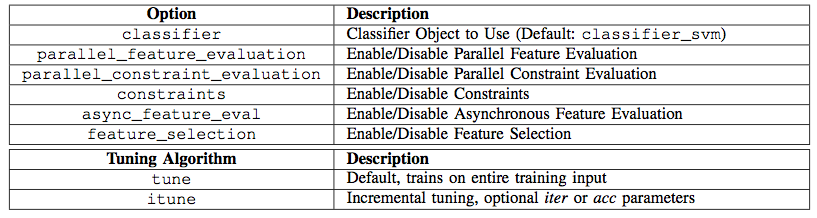 Option Description
classifier Classifier Object to Use (Default: classifier_svm)
parallel_feature_evaluation Enable/Disable Parallel Feature Evaluation
parallel_constraint_evaluation Enable/Disable Parallel Constraint Evaluation
constraints Enable/Disable Constraints
async_feature_eval Enable/Disable Asynchronous Feature Evaluation
feature_selection Enable/Disable Feature Selection
Tuning Algorithm Description
tune Default, trains on entire training input
itune Incremental tuning, optional iter or acc parameters